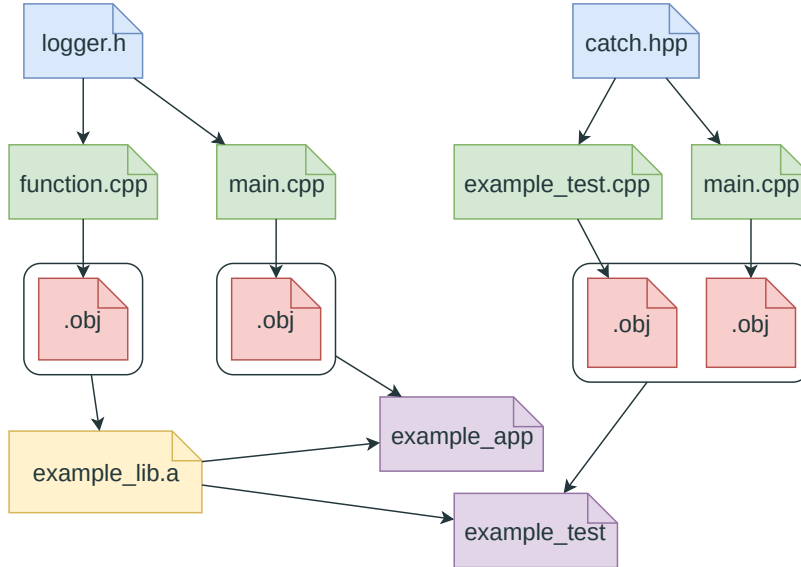 logger.h
catch.hpp
function.cpp
main.cpp
example_test.cpp
main.cpp
.obj
.obj
.obj
.obj
example_app
example_lib.a
example_test